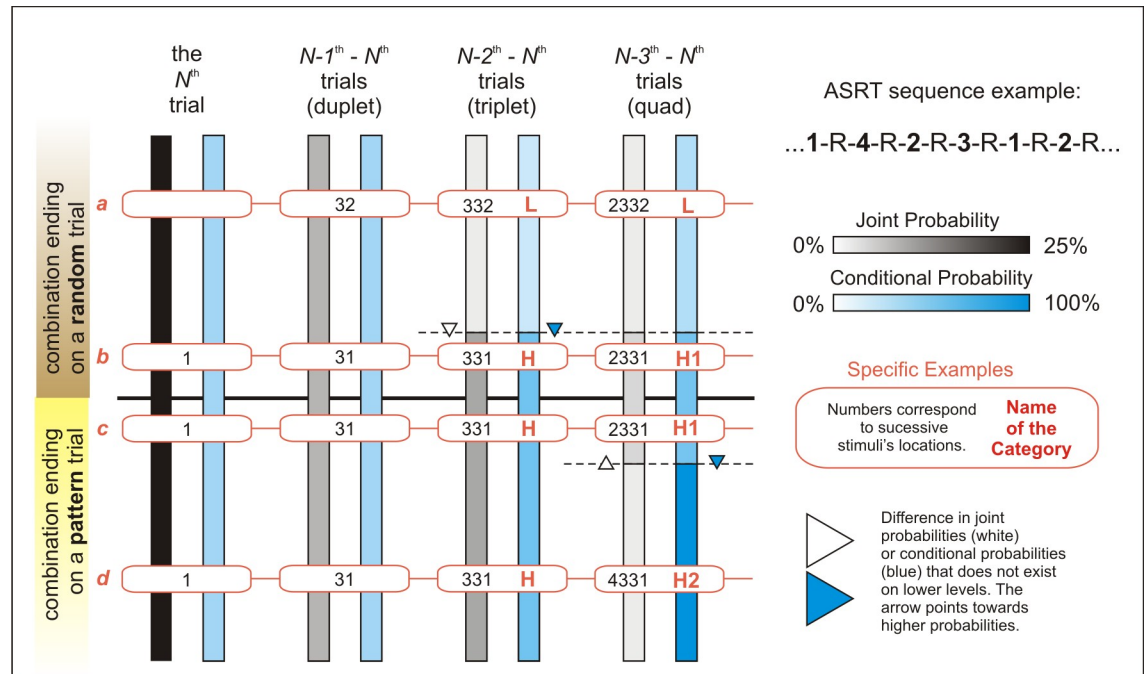 the
Nth
trial
N-1th - Nth
trials
(duplet)
N-2th - Nth
trials
(triplet)
N-3th - Nth
trials
(quad)
combination ending
on a random trial
combination ending
on a pattern trial
a
32
332 L
2332 L
b
1
31
331 H
2331 H1
c
1
31
331 H
2331 H1
d
1
31
331 H
4331 H2
ASRT sequence example:
...1-R-4-R-2-R-3-R-1-R-2-R...
Joint Probability
0% 25%
Conditional Probability
0% 100%
Specific Examples
Numbers correspond
to sucessive
stimuli's locations.
Name
of the
Category
Difference in joint
probabilities (white)
or conditional probabilities
(blue) that does not exist
on lower levels. The
arrow points towards
higher probabilities.